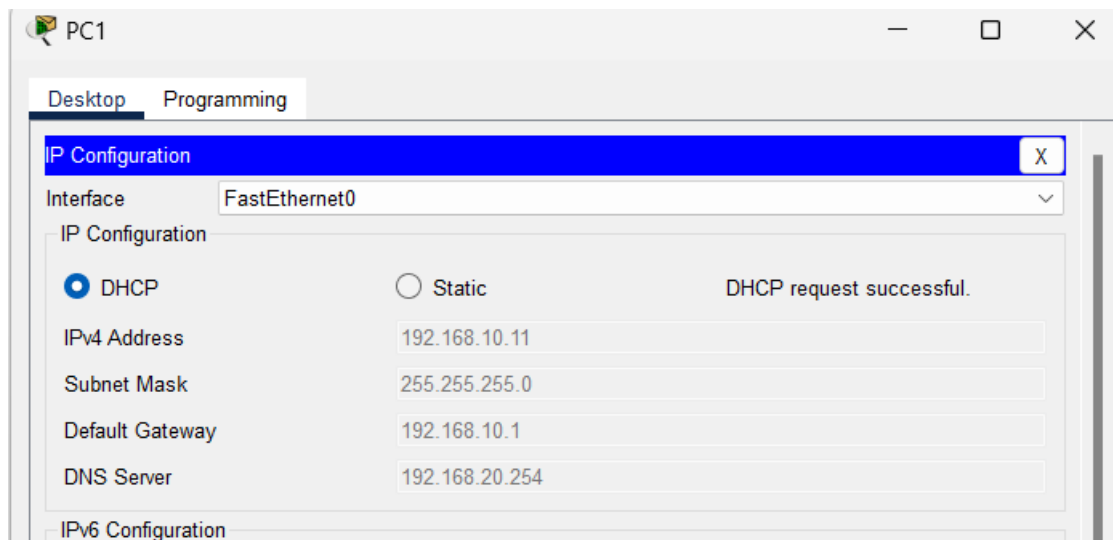 PC1
Desktop Programming
IP Configuration X
Interface FastEthernet0
IP Configuration
DHCP Static DHCP request successful.
IPv4 Address 192.168.10.11
Subnet Mask 255.255.255.0
Default Gateway 192.168.10.1
DNS Server 192.168.20.254
IPv6 Configuration